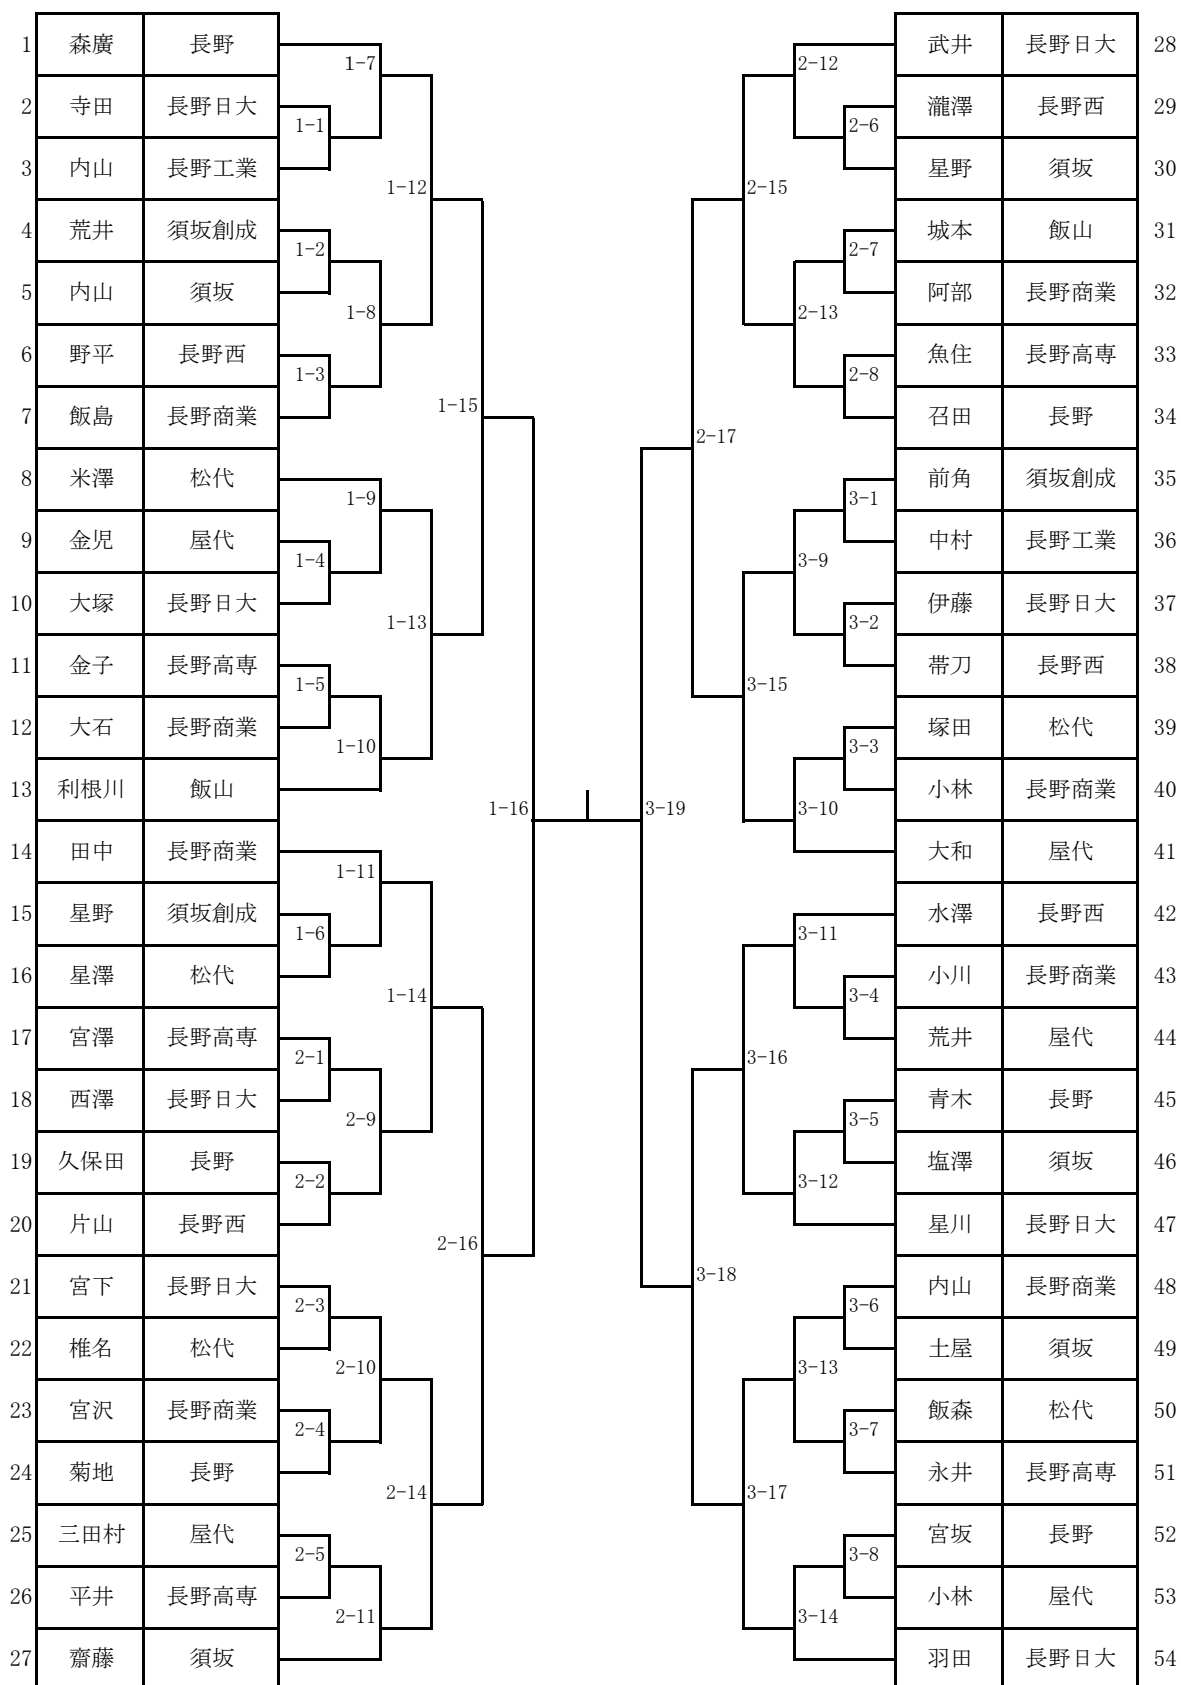 1 森廣 長野 武井 長野日大 28
1-7 2-12
2 寺田 長野日大 瀧澤 長野西 29
1-1 2-6
3 内山 長野工業 星野 須坂 30
1-12 2-15
4 荒井 須坂創成 城本 飯山 31
1-2 2-7
5 内山 須坂 阿部 長野商業 32
1-8 2-13
6 野平 長野西 魚住 長野高専 33
1-3 2-8
7 飯島 長野商業 召田 長野 34
1-15 2-17
8 米澤 松代 前角 須坂創成 35
1-9 3-1
9 金児 屋代 中村 長野工業 36
1-4 3-9
10 大塚 長野日大 伊藤 長野日大 37
1-13 3-2
11 金子 長野高専 帯刀 長野西 38
1-5 3-15
12 大石 長野商業 塚田 松代 39
1-10 3-3
13 利根川 飯山 小林 長野商業 40
1-16 3-19 3-10
14 田中 長野商業 大和 屋代 41
1-11
15 星野 須坂創成 水澤 長野西 42
1-6 3-11
16 星澤 松代 小川 長野商業 43
1-14 3-4
17 宮澤 長野高専 荒井 屋代 44
2-1 3-16
18 西澤 長野日大 青木 長野 45
2-9 3-5
19 久保田 長野 塩澤 須坂 46
2-2 3-12
20 片山 長野西 星川 長野日大 47
2-16 3-18
21 宮下 長野日大 内山 長野商業 48
2-3 3-6
22 椎名 松代 土屋 須坂 49
2-10 3-13
23 宮沢 長野商業 飯森 松代 50
2-4 3-7
24 菊地 長野 永井 長野高専 51
2-14 3-17
25 三田村 屋代 宮坂 長野 52
2-5 3-8
26 平井 長野高専 小林 屋代 53
2-11 3-14
27 齋藤 須坂 羽田 長野日大 54